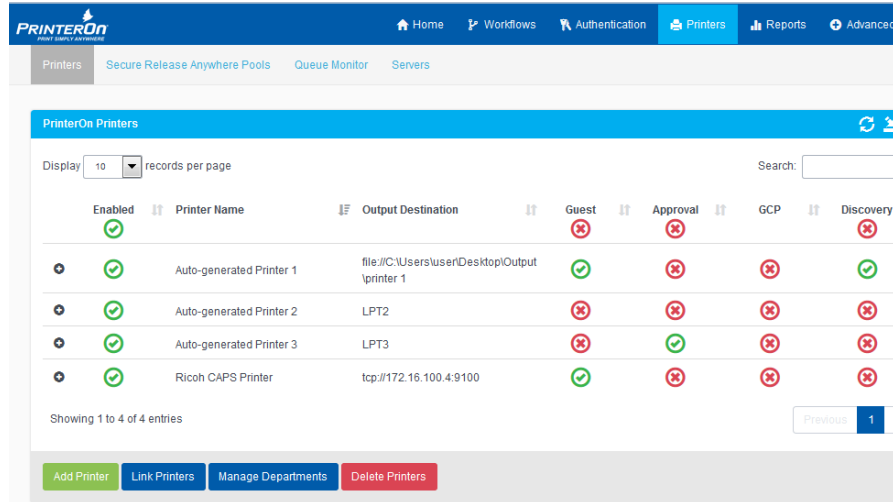 PRINTERON
PRINT SIMPLY ANYWHERE
Home Workflows Authentication Printers Reports Advanced
Printers Secure Release Anywhere Pools Queue Monitor Servers
PrinterOn Printers
Display 10 records per page Search:
Enabled Printer Name Output Destination Guest Approval GCP Discovery
Auto-generated Printer 1 file://C:\Users\user\Desktop\Output
\printer 1
Auto-generated Printer 2 LPT2
Auto-generated Printer 3 LPT3
Ricoh CAPS Printer tcp://172.16.100.4:9100
Showing 1 to 4 of 4 entries Previous 1
Add Printer Link Printers Manage Departments Delete Printers